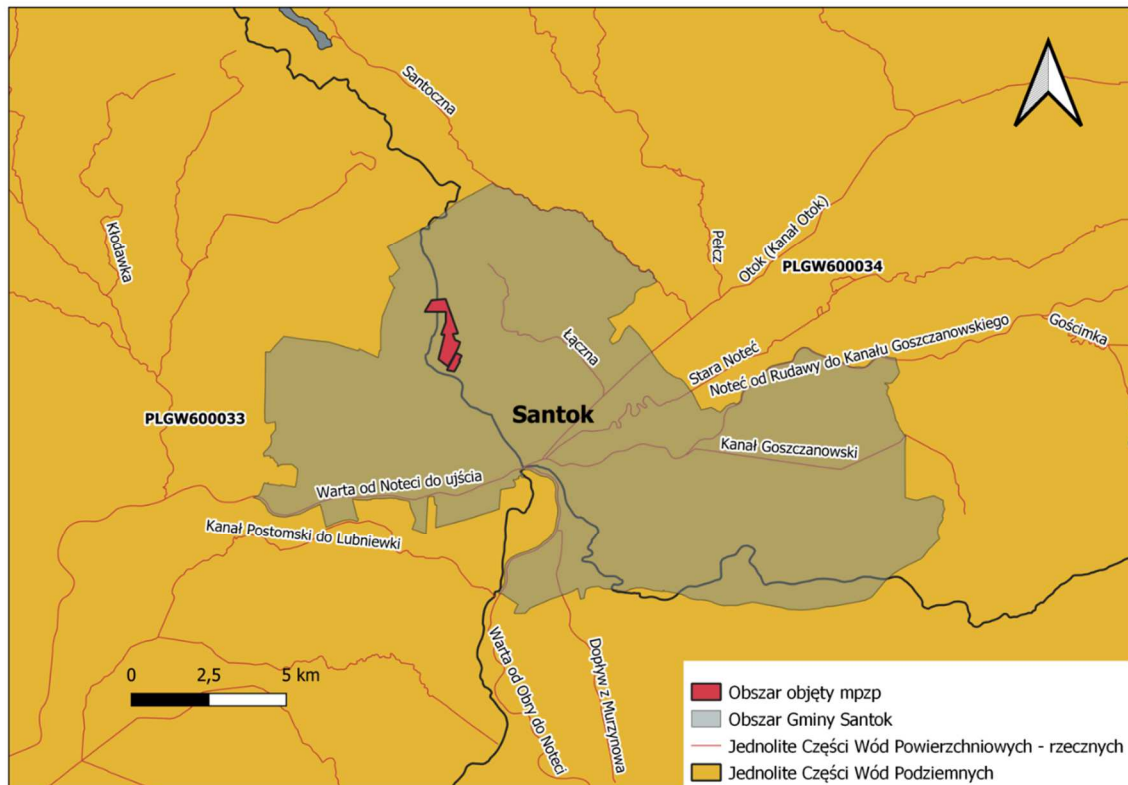 Santoczna
Kłodawka
Pełcz
Otok (Kanał Otok)
PLGW600034
Gościmka
Noteć od Rudawy do Kanału Goszczanowskiego
Stara Noteć
Łączna
Santok
PLGW600033
Kanał Goszczanowski
Warta od Noteci do ujścia
Kanał Postomski do Lubniewki
Warta od Obry do Noteci
Dopływ z Murzynowa
0 2,5 5 km
Obszar objęty mpzp
Obszar Gminy Santok
Jednolite Części Wód Powierzchniowych - rzecznych
Jednolite Części Wód Podziemnych